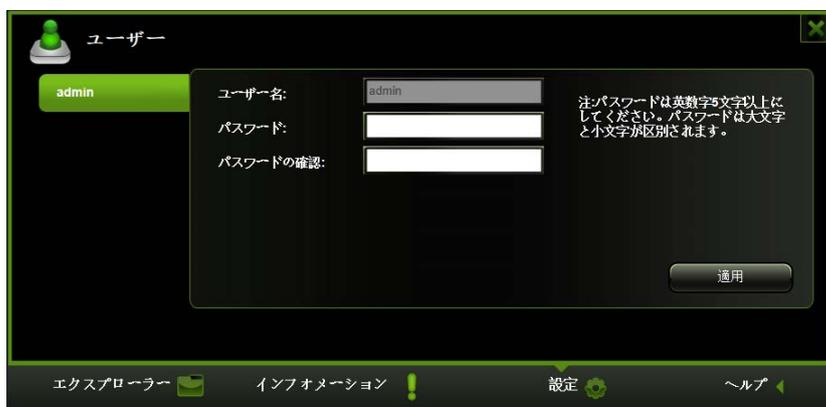 ユーザー
admin
ユーザー名:
admin
パスワード:
パスワードの確認:
注:パスワードは英数字5文字以上に
してください。パスワードは大文字
と小文字が区別されます。
適用
エクスプローラー
インフォメーション
設定
ヘルプ